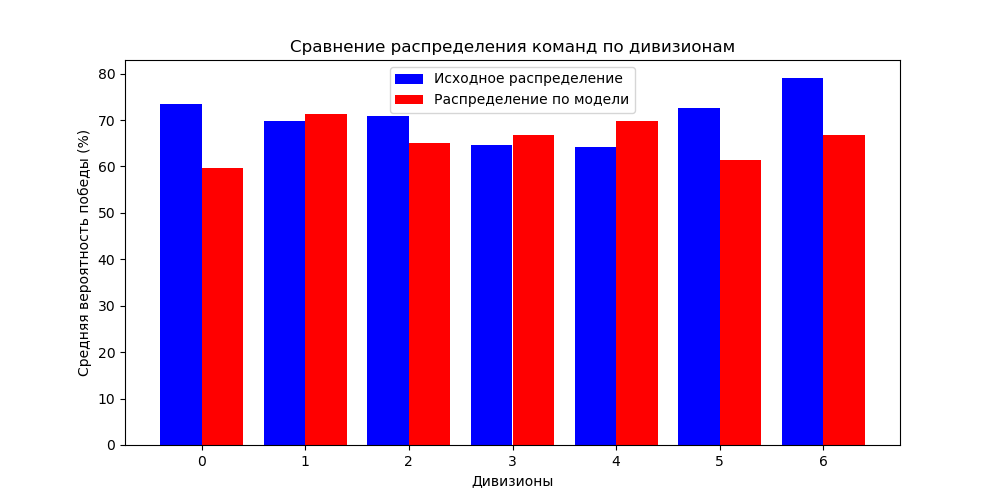 Сравнение распределения команд по дивизионам
Исходное распределение
Распределение по модели
Средняя вероятность победы (%)
80
70
60
50
40
30
20
10
0
0 1 2 3 4 5 6
Дивизионы